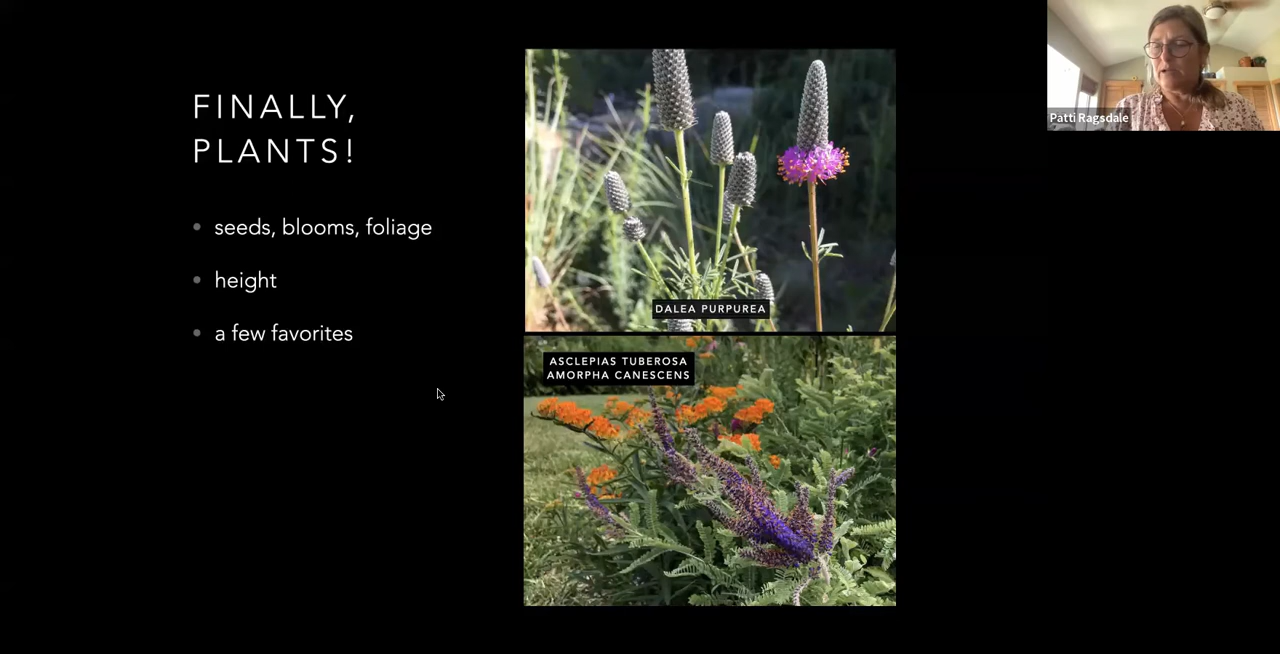 FINALLY,
PLANTS!
seeds, blooms, foliage
height
a few favorites
DALEA PURPUREA
ASCLEPIAS TUBEROSA
AMORPHA CANESCENS
Patti Ragsdale